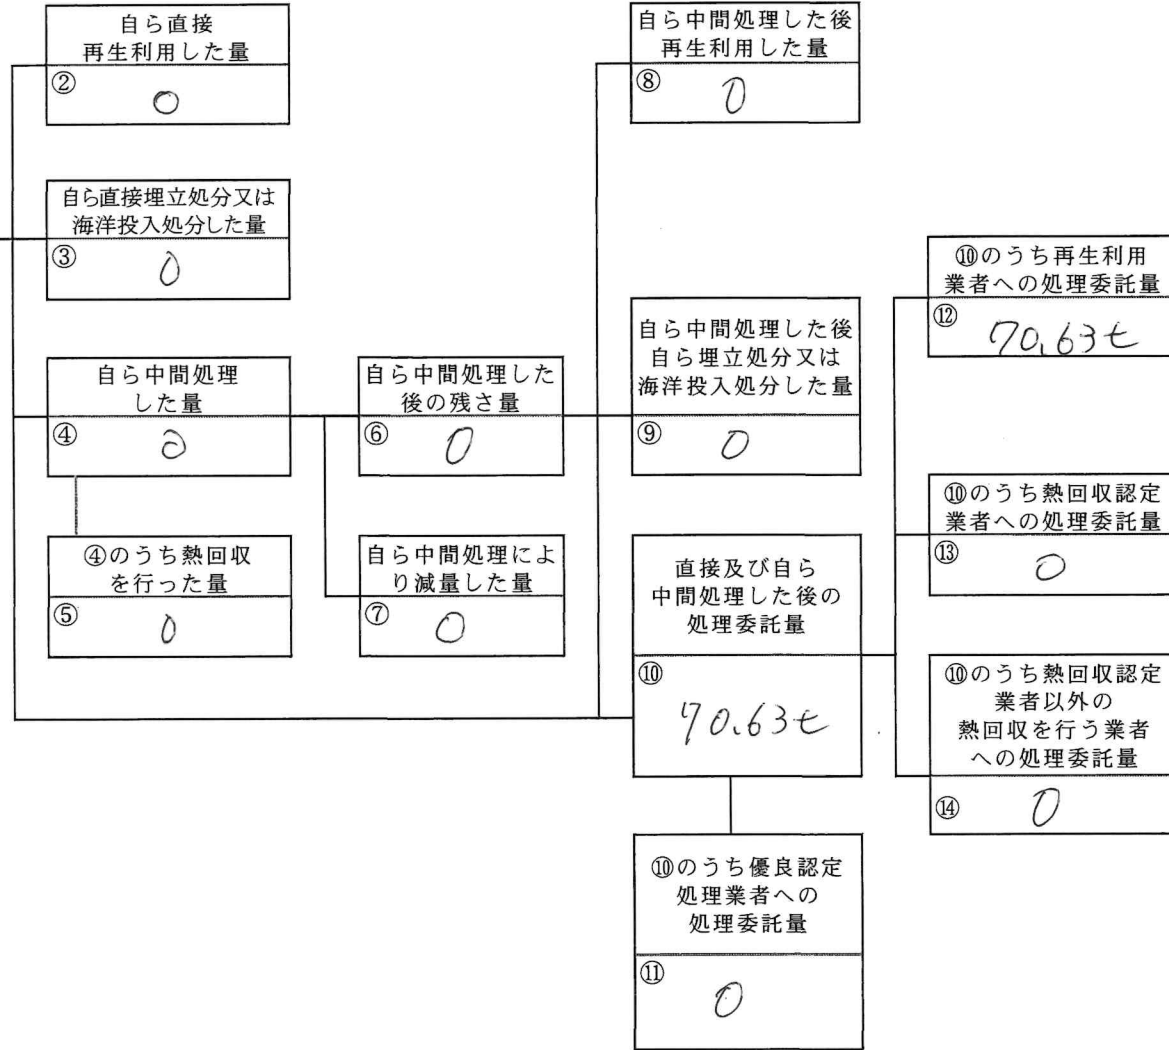 自ら直接
再生利用した量
②
0
自ら直接埋立処分又は
海洋投入処分した量
③
0
自ら中間処理
した量
④
0
④のうち熱回収
を行った量
⑤
0
自ら中間処理した
後の残さ量
⑥
0
自ら中間処理によ
り減量した量
⑦
0
自ら中間処理した後
再生利用した量
⑧
0
自ら中間処理した後
自ら埋立処分又は
海洋投入処分した量
⑨
0
直接及び自ら
中間処理した後の
処理委託量
⑩
70.63t
⑩のうち優良認定
処理業者への
処理委託量
⑪
0
⑩のうち再生利用
業者への処理委託量
⑫
70.63t
⑩のうち熱回収認定
業者への処理委託量
⑬
0
⑩のうち熱回収認定
業者以外の
熱回収を行う業者
への処理委託量
⑭
0